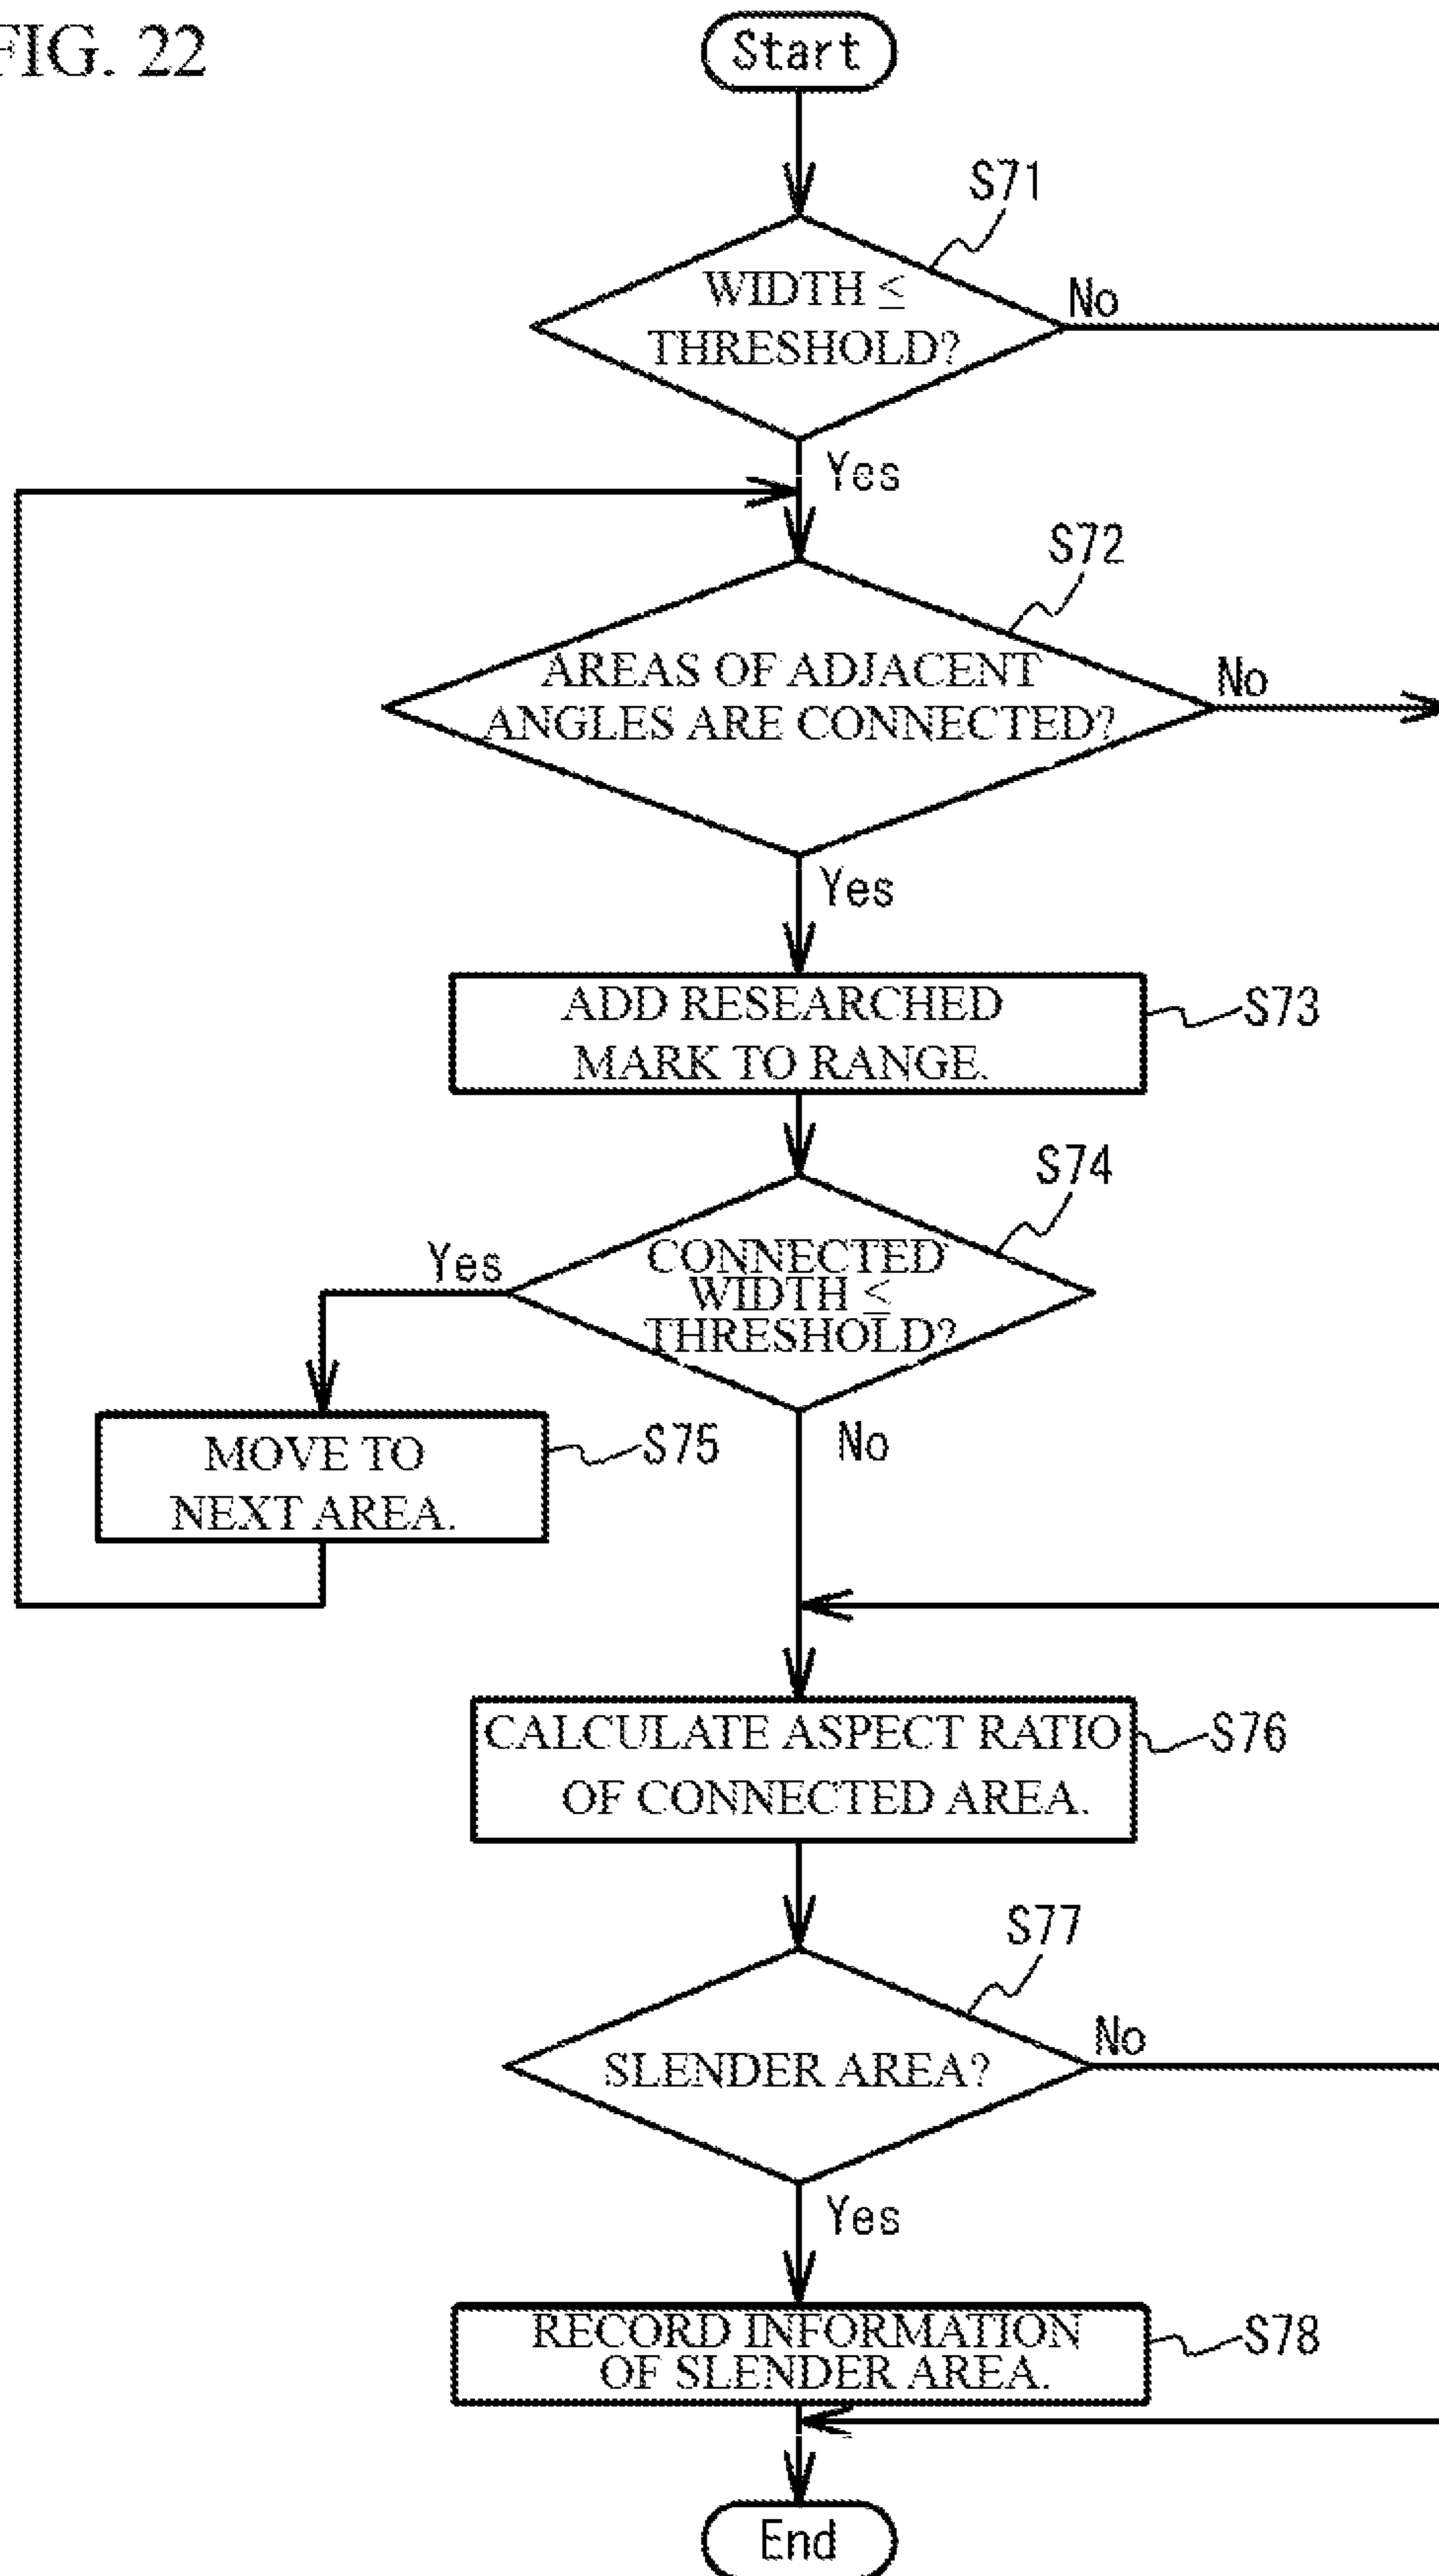 FIG. 22
Start
S71
WIDTH ≤
THRESHOLD?
No
Yes
S72
AREAS OF ADJACENT
ANGLES ARE CONNECTED?
No
Yes
ADD RESEARCHED
MARK TO RANGE.
S73
S74
CONNECTED
WIDTH ≤
THRESHOLD?
Yes
No
MOVE TO
NEXT AREA.
S75
CALCULATE ASPECT RATIO
OF CONNECTED AREA.
S76
S77
SLENDER AREA?
No
Yes
RECORD INFORMATION
OF SLENDER AREA.
S78
End